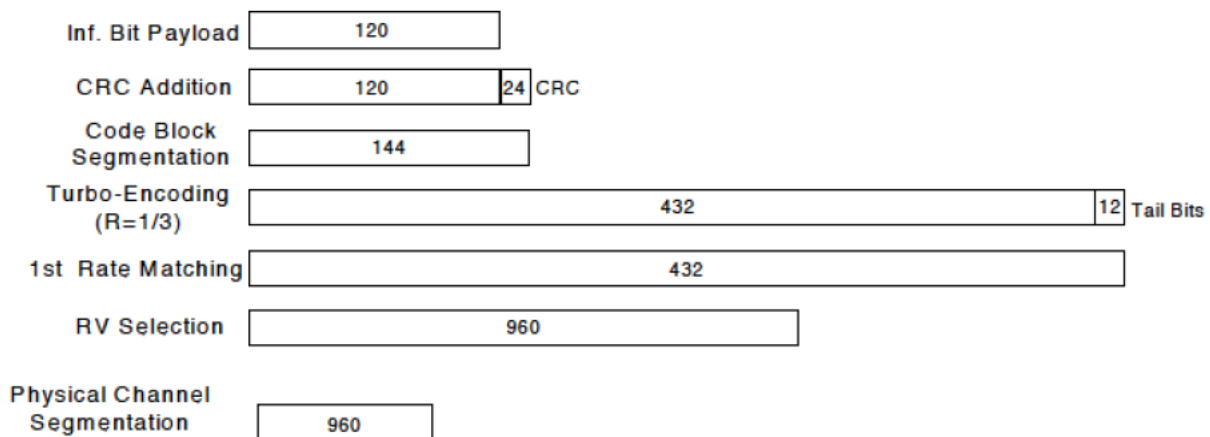 Inf. Bit Payload 120
CRC Addition 120 24 CRC
Code Block
Segmentation 144
Turbo-Encoding
(R=1/3) 432 12 Tail Bits
1st Rate Matching 432
RV Selection 960
Physical Channel
Segmentation 960